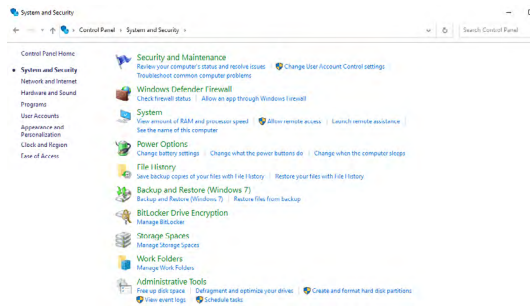 System and Security
Control Panel > System and Security >
Search Control Panel
Control Panel Home
System and Security
Network and Internet
Hardware and Sound
Programs
User Accounts
Appearance and
Personalization
Clock and Region
Ease of Access
Security and Maintenance
Review your computer's status and resolve issues | Change User Account Control settings
Troubleshoot common computer problems
Windows Defender Firewall
Check firewall status | Allow an app through Windows Firewall
System
View amount of RAM and processor speed | Allow remote access | Launch remote assistance
See the name of this computer
Power Options
Change battery settings | Change what the power buttons do | Change when the computer sleeps
File History
Save backup copies of your files with File History | Restore your files with File History
Backup and Restore (Windows 7)
Backup and Restore (Windows 7) | Restore files from backup
BitLocker Drive Encryption
Manage BitLocker
Storage Spaces
Manage Storage Spaces
Work Folders
Manage Work Folders
Administrative Tools
Free up disk space | Defragment and optimize your drives | Create and format hard disk partitions
View event logs | Schedule tasks